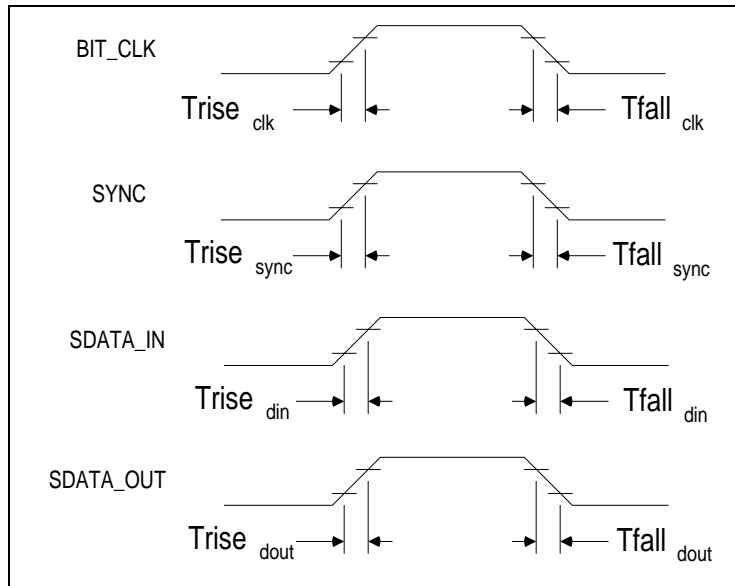 BIT_CLK
Trise clk
Tfall clk
SYNC
Trise sync
Tfall sync
SDATA_IN
Trise din
Tfall din
SDATA_OUT
Trise dout
Tfall dout